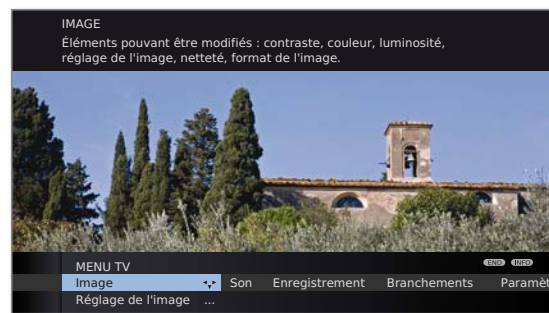 IMAGE
Éléments pouvant être modifiés : contraste, couleur, luminosité,
réglage de l'image, netteté, format de l'image.
MENU TV
END INFO
Image Son Enregistrement Branchements Paramèt
Réglage de l'image ...